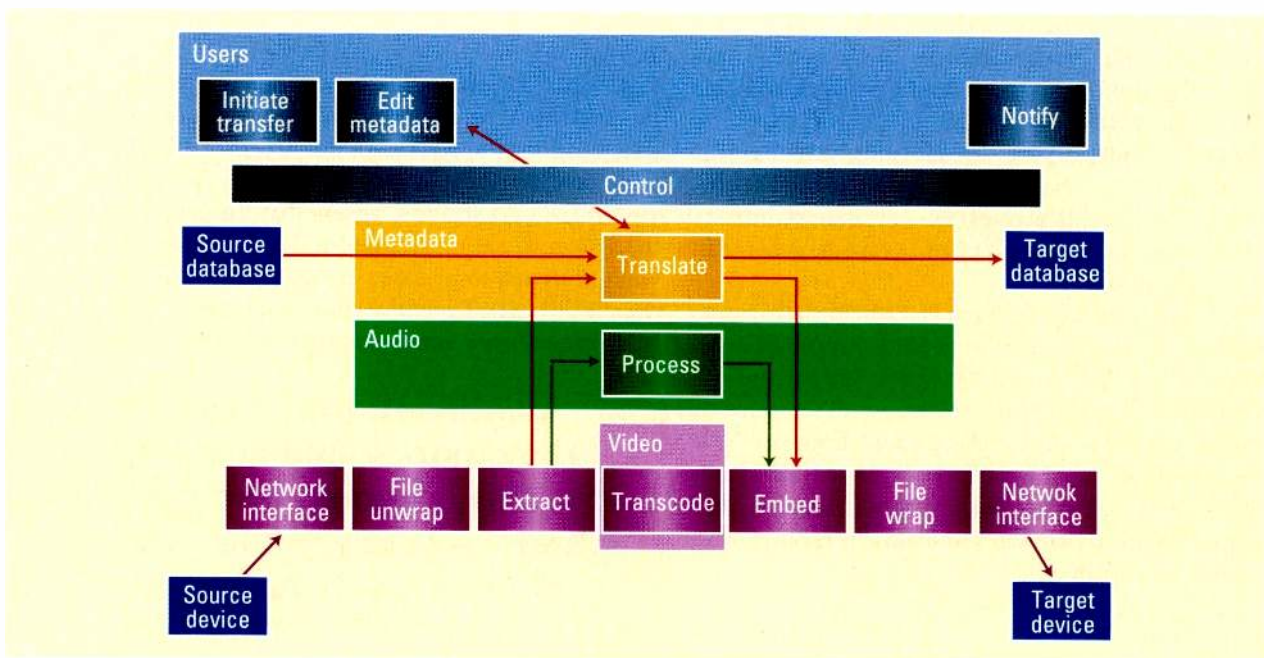 Users
Initiate
transfer
Edit
metadata
Notify
Control
Source
database
Metadata
Translate
Target
database
Audio
Process
Video
Network
interface
File
unwrap
Extract
Transcode
Embed
File
wrap
Netwok
interface
Source
device
Target
device